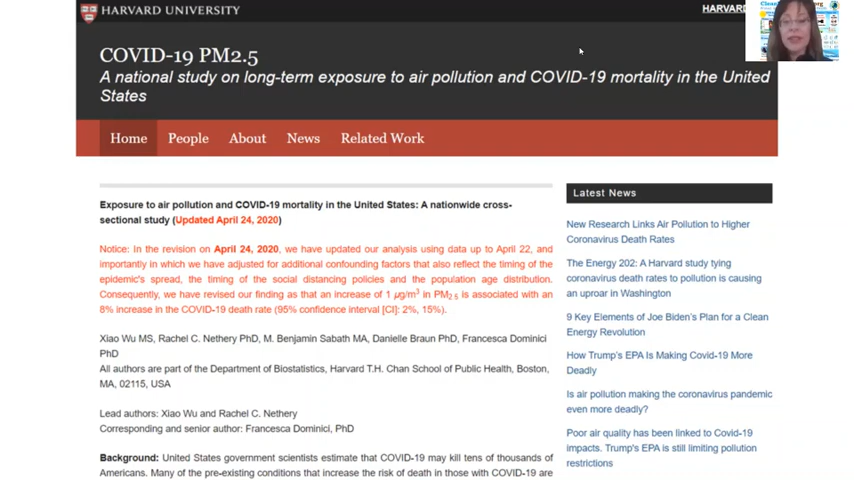 HARVARD UNIVERSITY
HARVARD
COVID-19 PM2.5
A national study on long-term exposure to air pollution and COVID-19 mortality in the United
States
Home People About News Related Work
Exposure to air pollution and COVID-19 mortality in the United States: A nationwide cross-
sectional study (Updated April 24, 2020)
Notice: In the revision on April 24, 2020, we have updated our analysis using data up to April 22, and
importantly in which we have adjusted for additional confounding factors that also reflect the timing of the
epidemic's spread, the timing of the social distancing policies and the population age distribution.
Consequently, we have revised our finding as that an increase of 1 μg/m³ in PM2.5 is associated with an
8% increase in the COVID-19 death rate (95% confidence interval [CI]: 2%, 15%).
Xiao Wu MS, Rachel C. Nethery PhD, M. Benjamin Sabath MA, Danielle Braun PhD, Francesca Dominici
PhD
All authors are part of the Department of Biostatistics, Harvard T.H. Chan School of Public Health, Boston,
MA, 02115, USA
Lead authors: Xiao Wu and Rachel C. Nethery
Corresponding and senior author: Francesca Dominici, PhD
Background: United States government scientists estimate that COVID-19 may kill tens of thousands of
Americans. Many of the pre-existing conditions that increase the risk of death in those with COVID-19 are
Latest News
New Research Links Air Pollution to Higher
Coronavirus Death Rates
The Energy 202: A Harvard study tying
coronavirus death rates to pollution is causing
an uproar in Washington
9 Key Elements of Joe Biden's Plan for a Clean
Energy Revolution
How Trump's EPA Is Making Covid-19 More
Deadly
Is air pollution making the coronavirus pandemic
even more deadly?
Poor air quality has been linked to Covid-19
impacts. Trump's EPA is still limiting pollution
restrictions